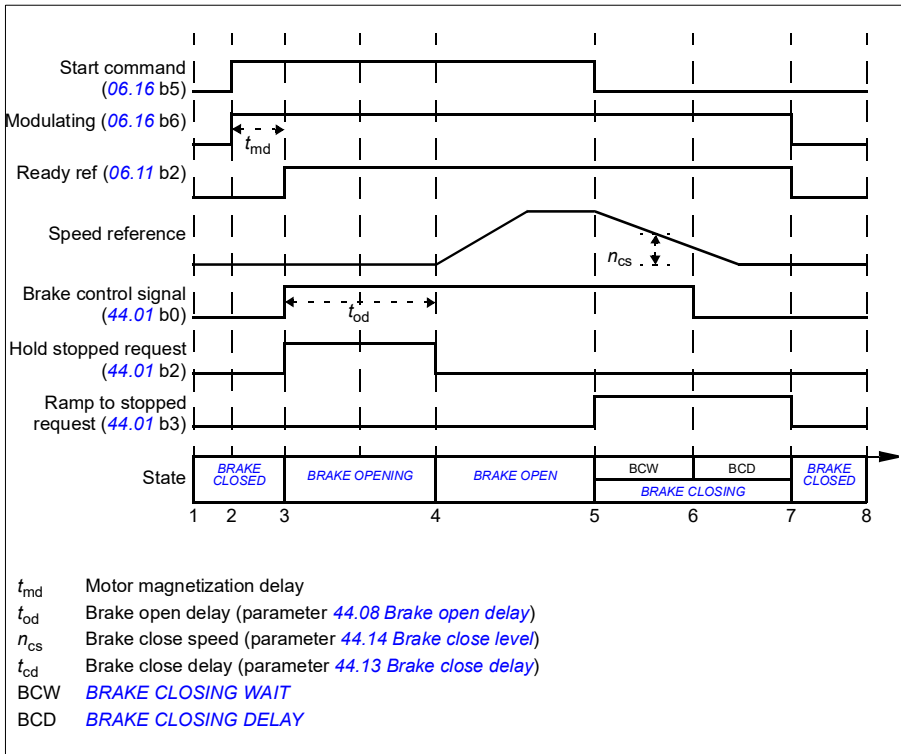 Start command
(06.16 b5)
Modulating (06.16 b6)
tmd
Ready ref (06.11 b2)
Speed reference
ncs
Brake control signal
(44.01 b0)
tod
Hold stopped request
(44.01 b2)
Ramp to stopped
request (44.01 b3)
State
BRAKE
CLOSED
BRAKE OPENING
BRAKE OPEN
BCW
BCD
BRAKE CLOSING
BRAKE
CLOSED
1 2 3 4 5 6 7 8
tmd Motor magnetization delay
tod Brake open delay (parameter 44.08 Brake open delay)
ncs Brake close speed (parameter 44.14 Brake close level)
tcd Brake close delay (parameter 44.13 Brake close delay)
BCW BRAKE CLOSING WAIT
BCD BRAKE CLOSING DELAY